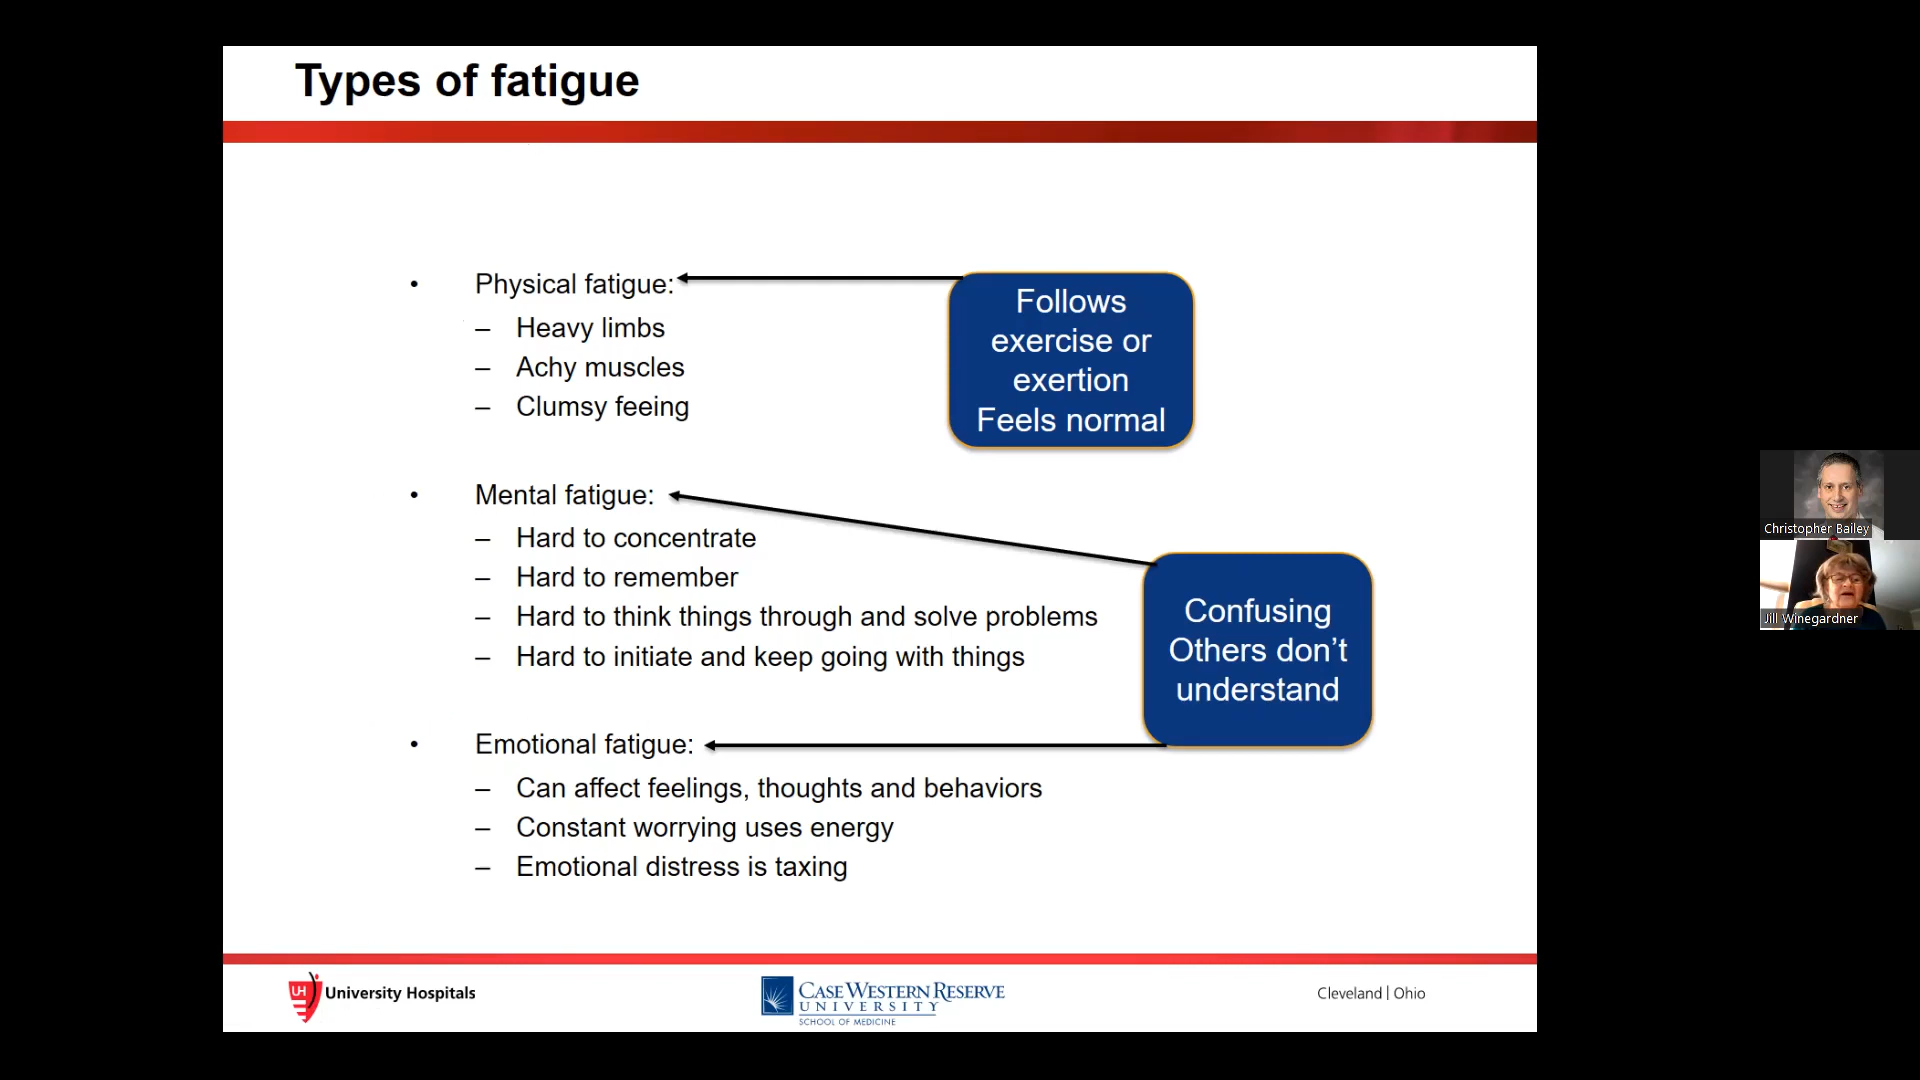 Types of fatigue
• Physical fatigue:
– Heavy limbs
– Achy muscles
– Clumsy feeing
Follows
exercise or
exertion
Feels normal
• Mental fatigue:
– Hard to concentrate
– Hard to remember
– Hard to think things through and solve problems
– Hard to initiate and keep going with things
Confusing
Others don’t
understand
• Emotional fatigue:
– Can affect feelings, thoughts and behaviors
– Constant worrying uses energy
– Emotional distress is taxing
UH University Hospitals
CASE WESTERN RESERVE
UNIVERSITY
SCHOOL OF MEDICINE
Cleveland | Ohio
Christopher Bailey
Jill Winegardner